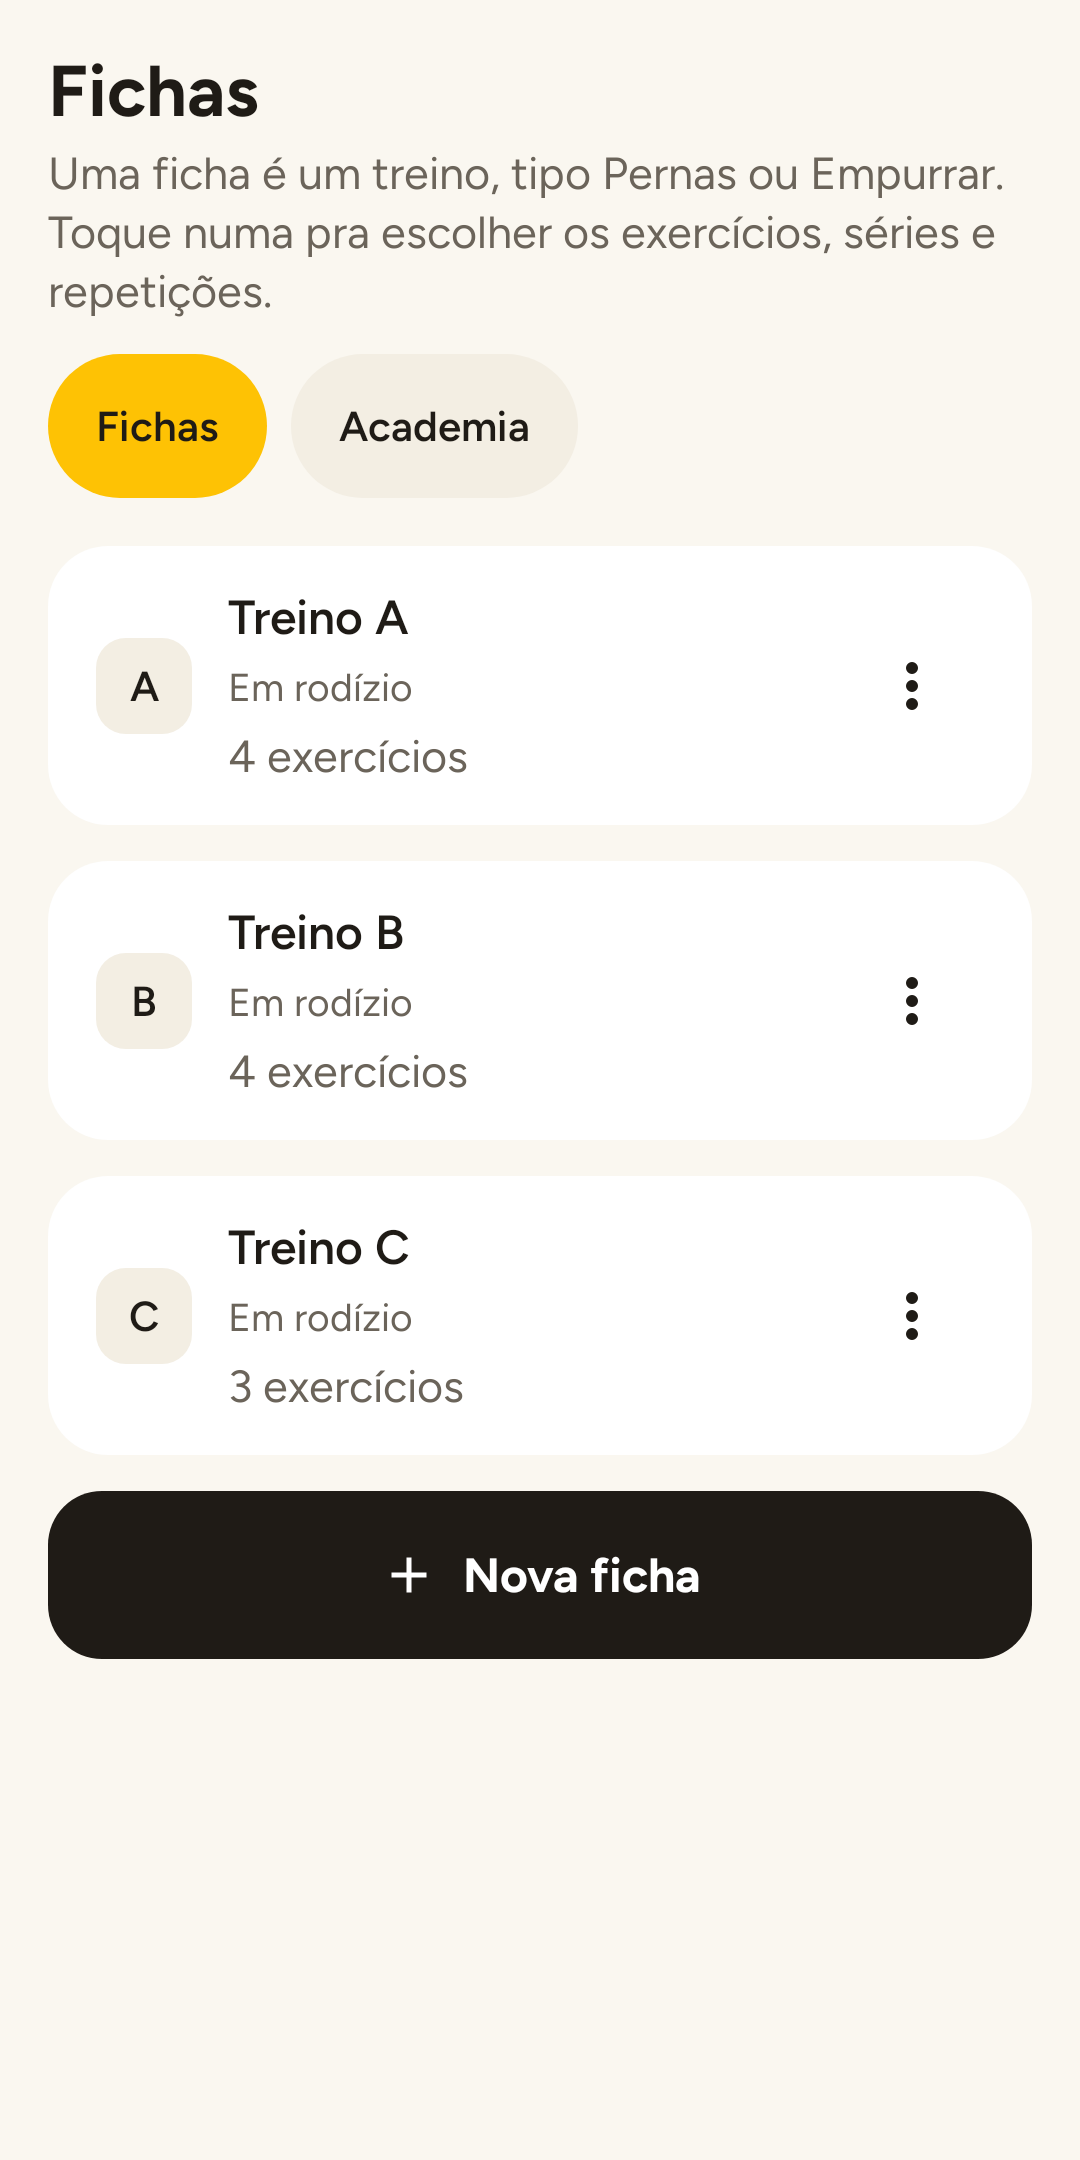 Fichas
Uma ficha é um treino, tipo Pernas ou Empurrar.
Toque numa pra escolher os exercícios, séries e
repetições.
Fichas
Academia
Treino A
A
Em rodízio
4 exercícios
Treino B
B
Em rodízio
4 exercícios
Treino C
C
Em rodízio
3 exercícios
+ Nova ficha